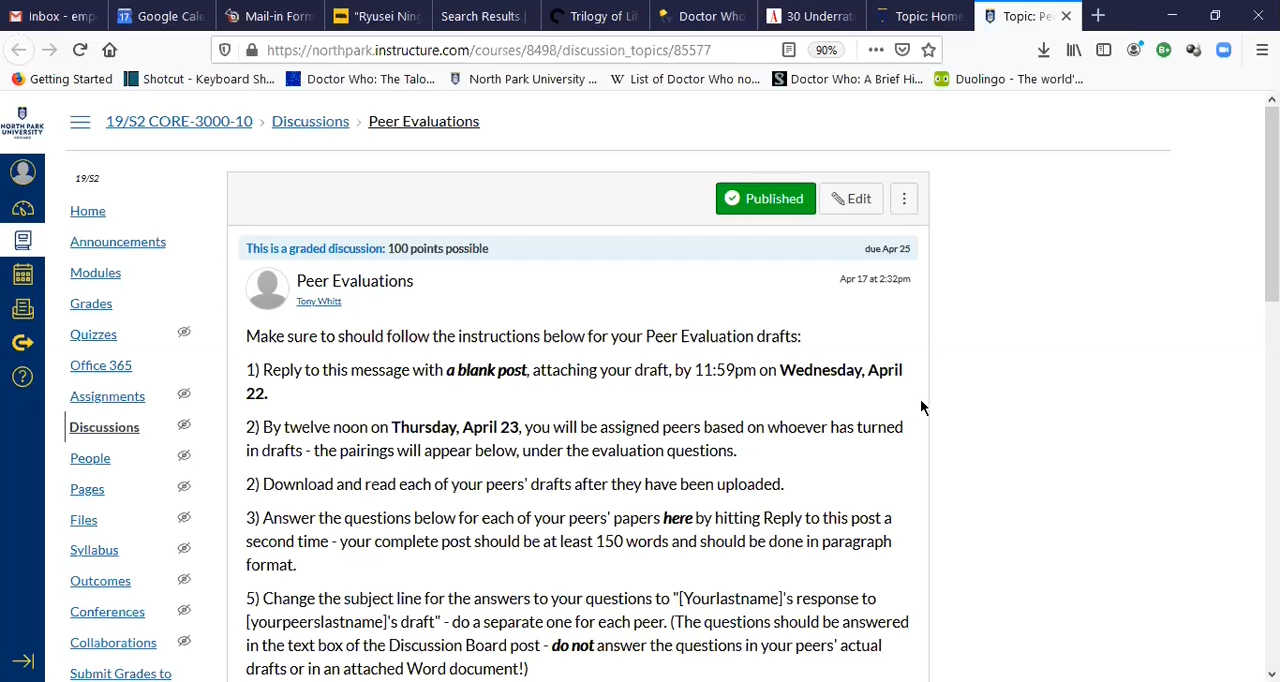 Inbox - emp
Google Cale
Mail-in Form
"Ryusei Ning
Search Results
Trilogy of Li
Doctor Who
30 Underrat
Topic: Home
Topic: Pe
https://northpark.instructure.com/courses/8498/discussion_topics/85577
90%
Getting Started
Shotcut - Keyboard Sh...
Doctor Who: The Talo...
North Park University ...
List of Doctor Who no...
Doctor Who: A Brief Hi...
Duolingo - The world'...
NORTH PARK
UNIVERSITY
CHICAGO
19/S2 CORE-3000-10 > Discussions > Peer Evaluations
19/S2
Home
Announcements
Modules
Grades
Quizzes
Office 365
Assignments
Discussions
People
Pages
Files
Syllabus
Outcomes
Conferences
Collaborations
Submit Grades to
Published
Edit
This is a graded discussion: 100 points possible
due Apr 25
Peer Evaluations
Apr 17 at 2:32pm
Tony Whitt
Make sure to should follow the instructions below for your Peer Evaluation drafts:
1) Reply to this message with a blank post, attaching your draft, by 11:59pm on Wednesday, April
22.
2) By twelve noon on Thursday, April 23, you will be assigned peers based on whoever has turned
in drafts - the pairings will appear below, under the evaluation questions.
2) Download and read each of your peers' drafts after they have been uploaded.
3) Answer the questions below for each of your peers' papers here by hitting Reply to this post a
second time - your complete post should be at least 150 words and should be done in paragraph
format.
5) Change the subject line for the answers to your questions to "[Yourlastname]'s response to
[yourpeerslastname]'s draft" - do a separate one for each peer. (The questions should be answered
in the text box of the Discussion Board post - do not answer the questions in your peers' actual
drafts or in an attached Word document!)